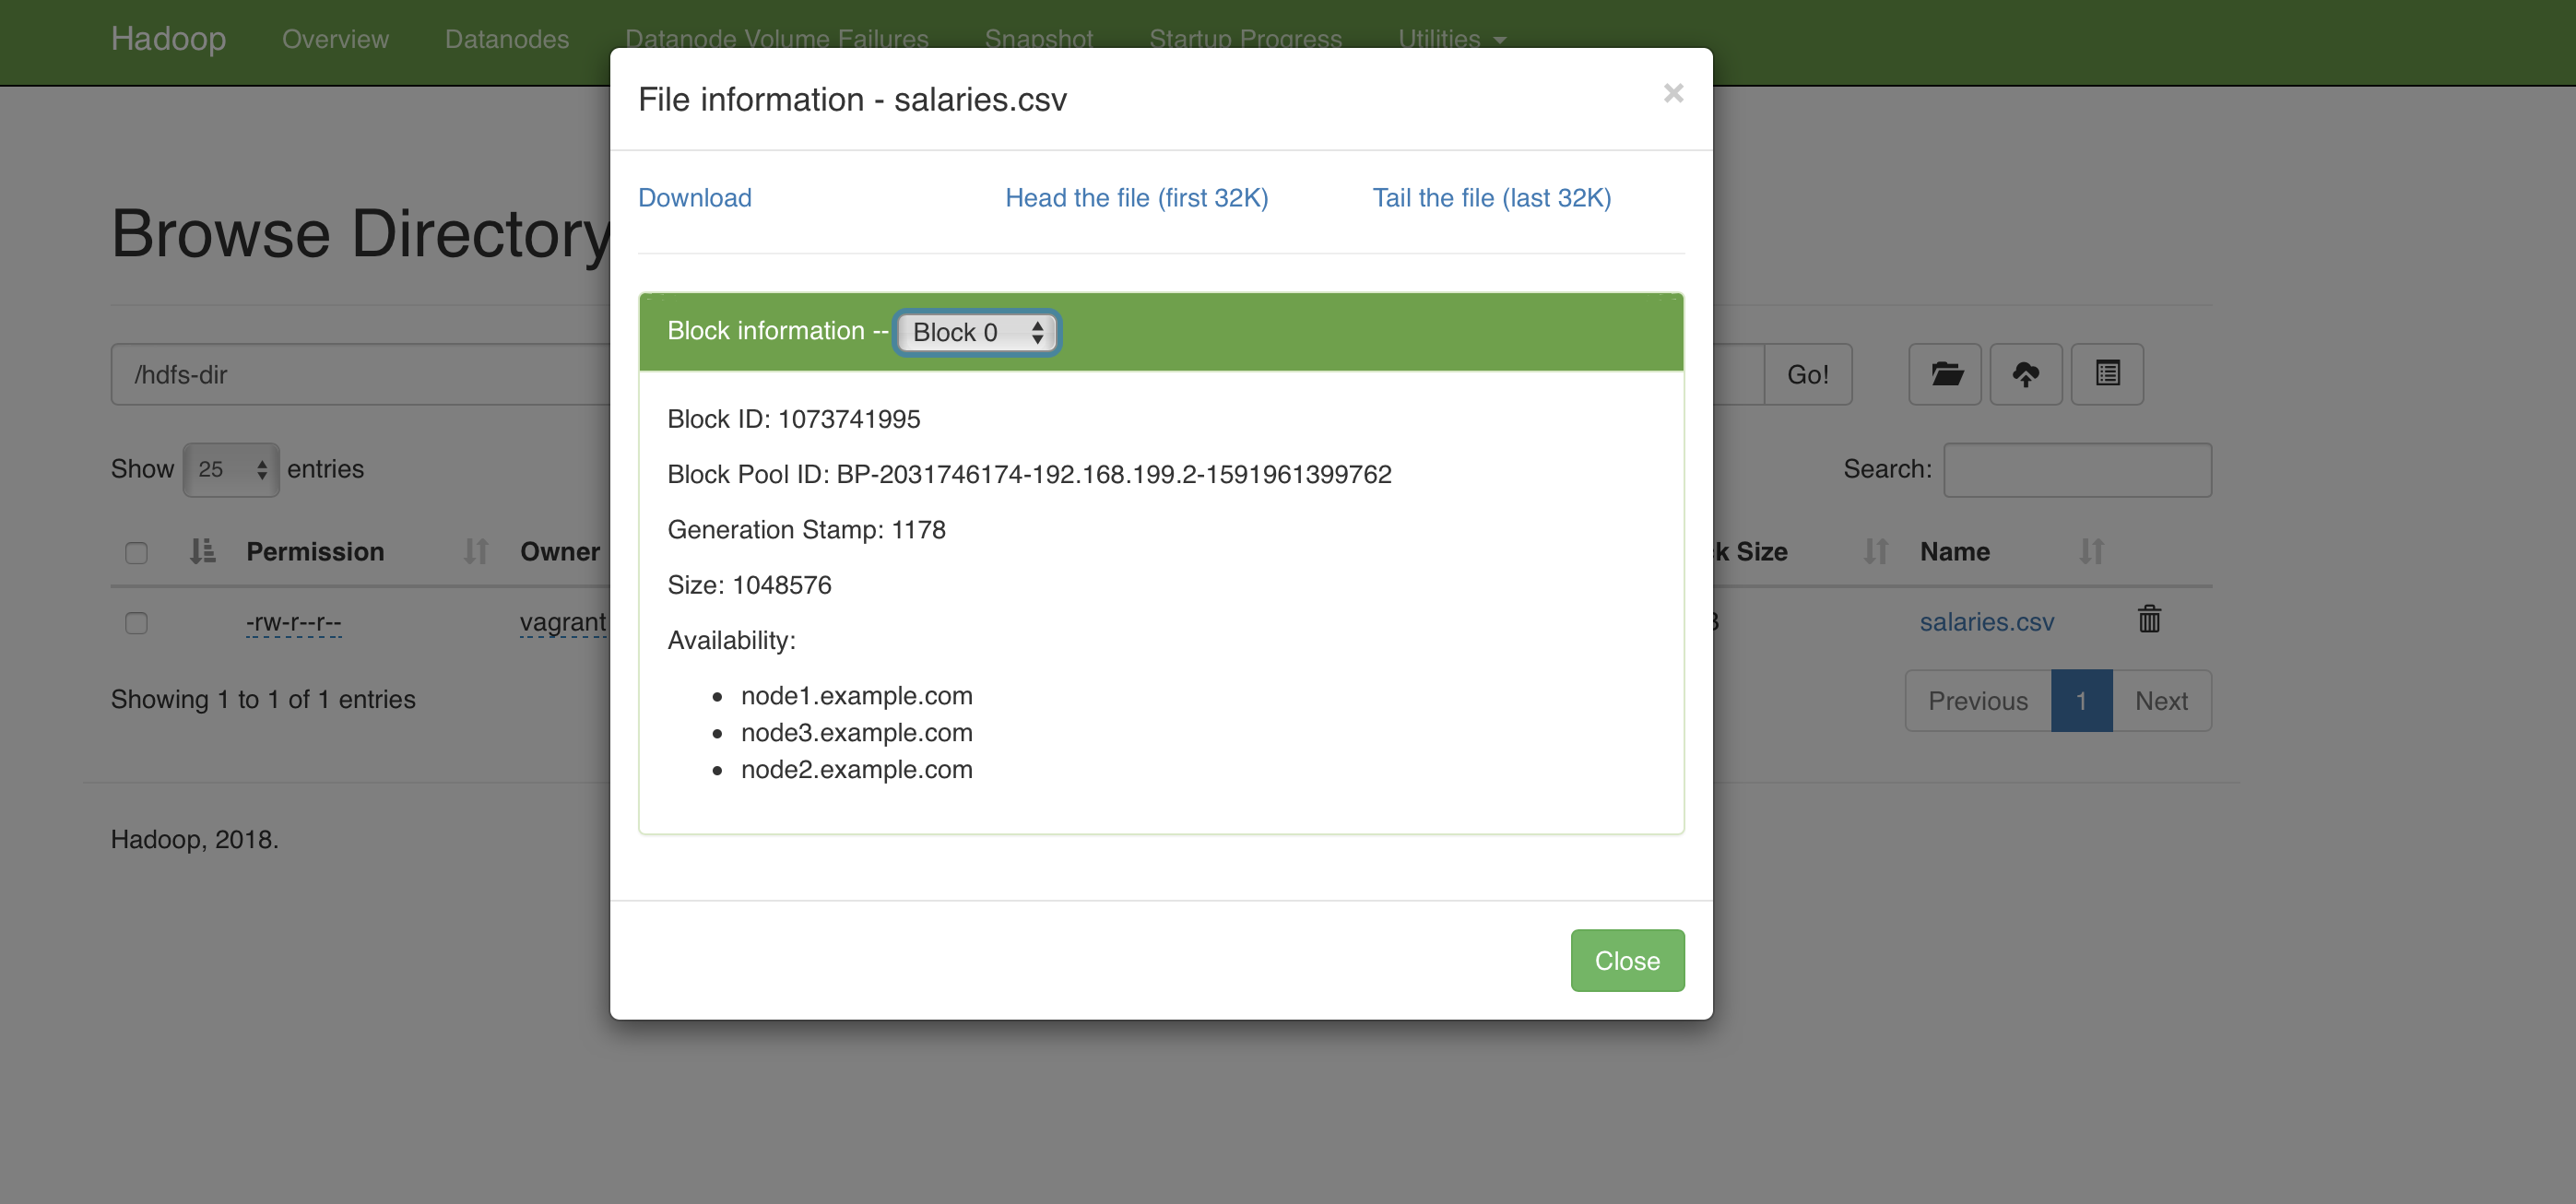 Hadoop Overview Datanodes Datanode Volume Failures Snapshot Startup Progress Utilities
File information - salaries.csv ×
Download Head the file (first 32K) Tail the file (last 32K)
Browse Directory
Block information -- Block 0
/hdfs-dir Go!
Block ID: 1073741995
Show 25 entries Search:
Block Pool ID: BP-2031746174-192.168.199.2-1591961399762
Generation Stamp: 1178
Permission Owner k Size Name
Size: 1048576
-rw-r--r-- vagrant salaries.csv
Availability:
node1.example.com
Showing 1 to 1 of 1 entries Previous 1 Next
node3.example.com
node2.example.com
Hadoop, 2018.
Close